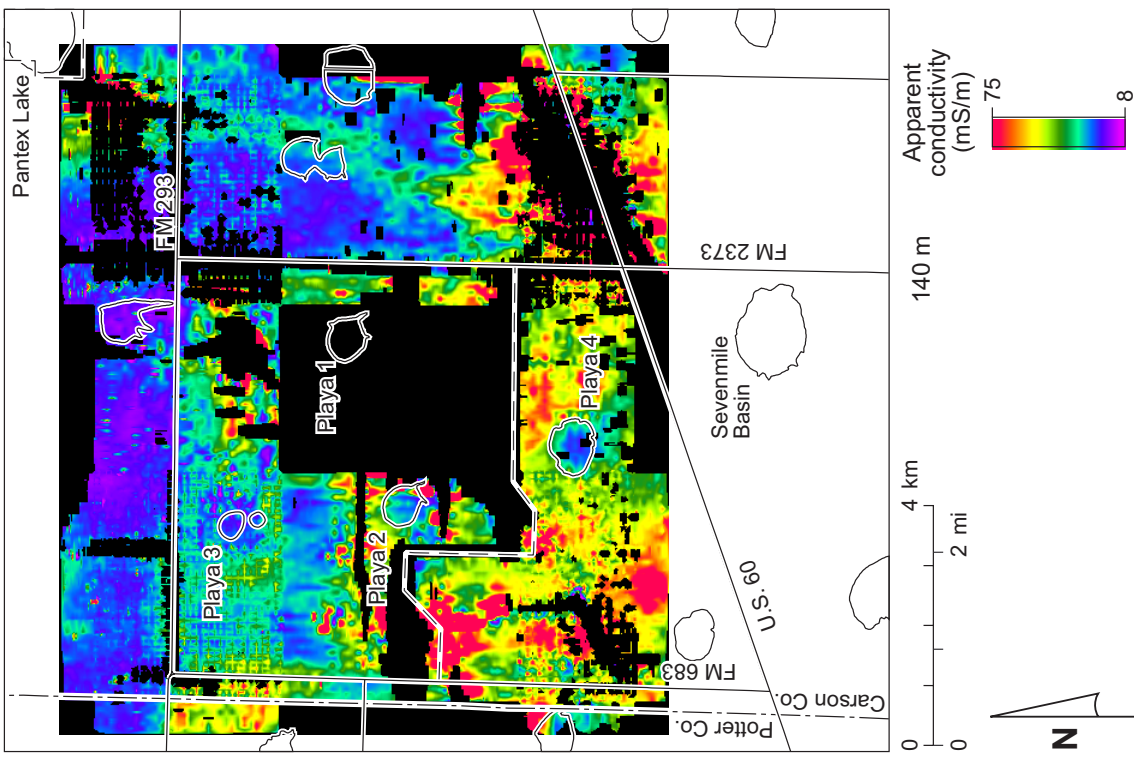 Pantex Lake
FM 293
Playa 3
Playa 1
Playa 2
Playa 4
FM 2373
Sevenmile
Basin
U.S. 60
FM 683
Potter Co.
Carson Co.
Apparent
conductivity
(mS/m)
75
8
140 m
0
4 km
0
2 mi
N